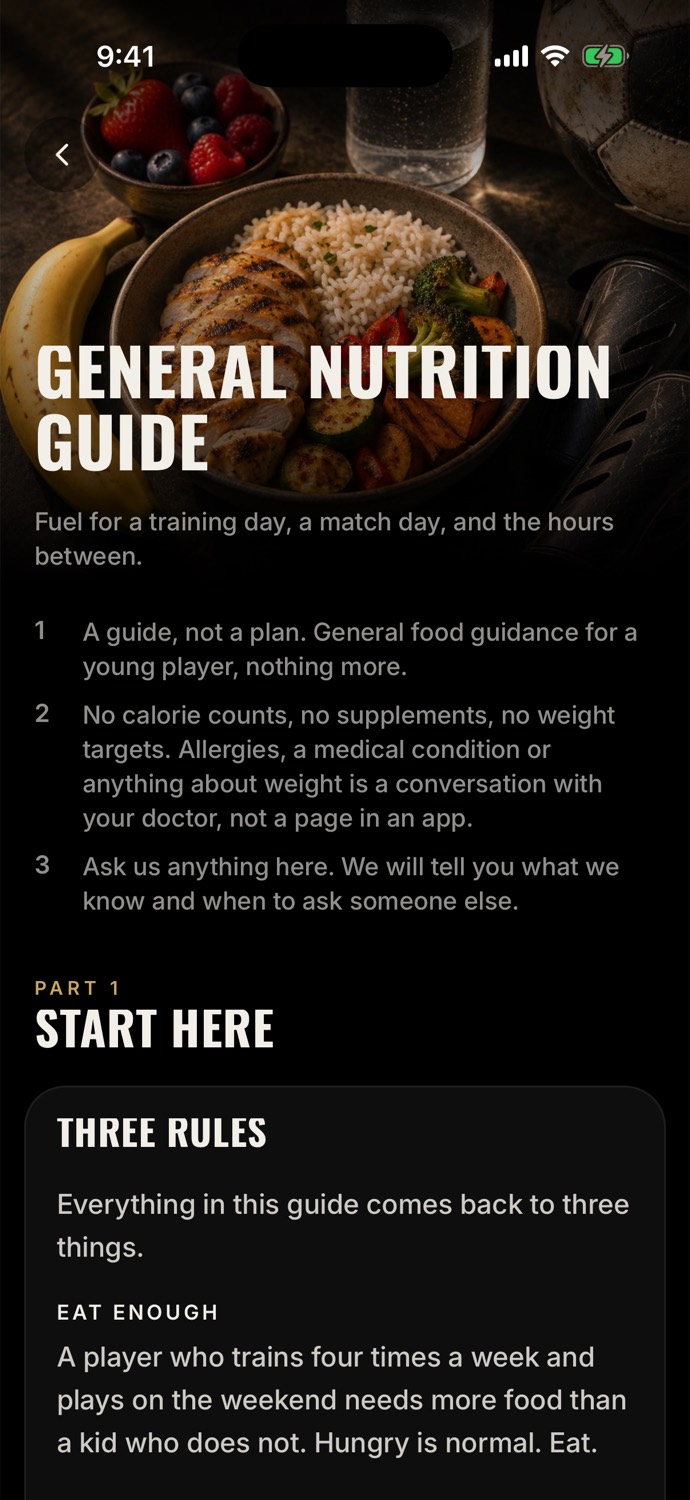 9:41
GENERAL NUTRITION
GUIDE
Fuel for a training day, a match day, and the hours
between.
1 A guide, not a plan. General food guidance for a
young player, nothing more.
2 No calorie counts, no supplements, no weight
targets. Allergies, a medical condition or
anything about weight is a conversation with
your doctor, not a page in an app.
3 Ask us anything here. We will tell you what we
know and when to ask someone else.
PART 1
START HERE
THREE RULES
Everything in this guide comes back to three
things.
EAT ENOUGH
A player who trains four times a week and
plays on the weekend needs more food than
a kid who does not. Hungry is normal. Eat.